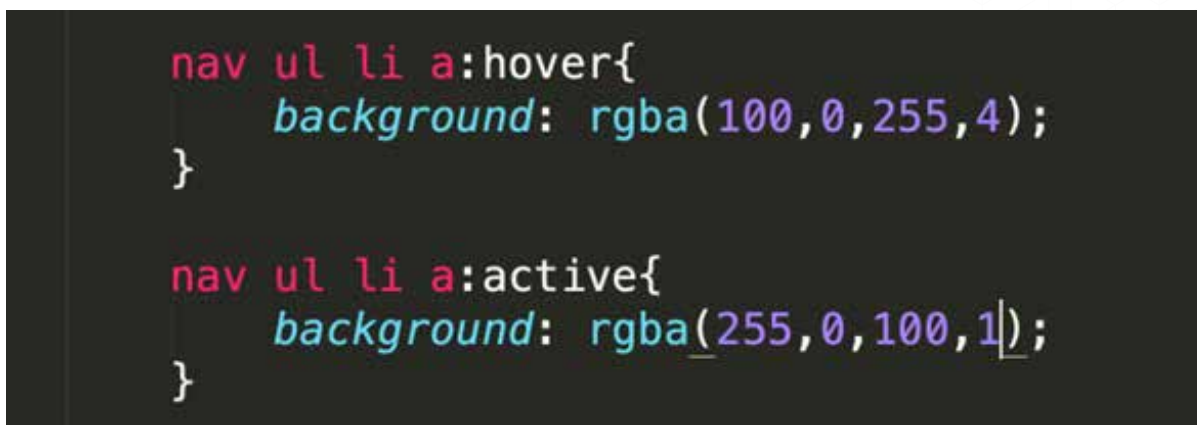 nav ul li a:hover{
background: rgba(100,0,255,4);
}
nav ul li a:active{
background: rgba(255,0,100,1);
}